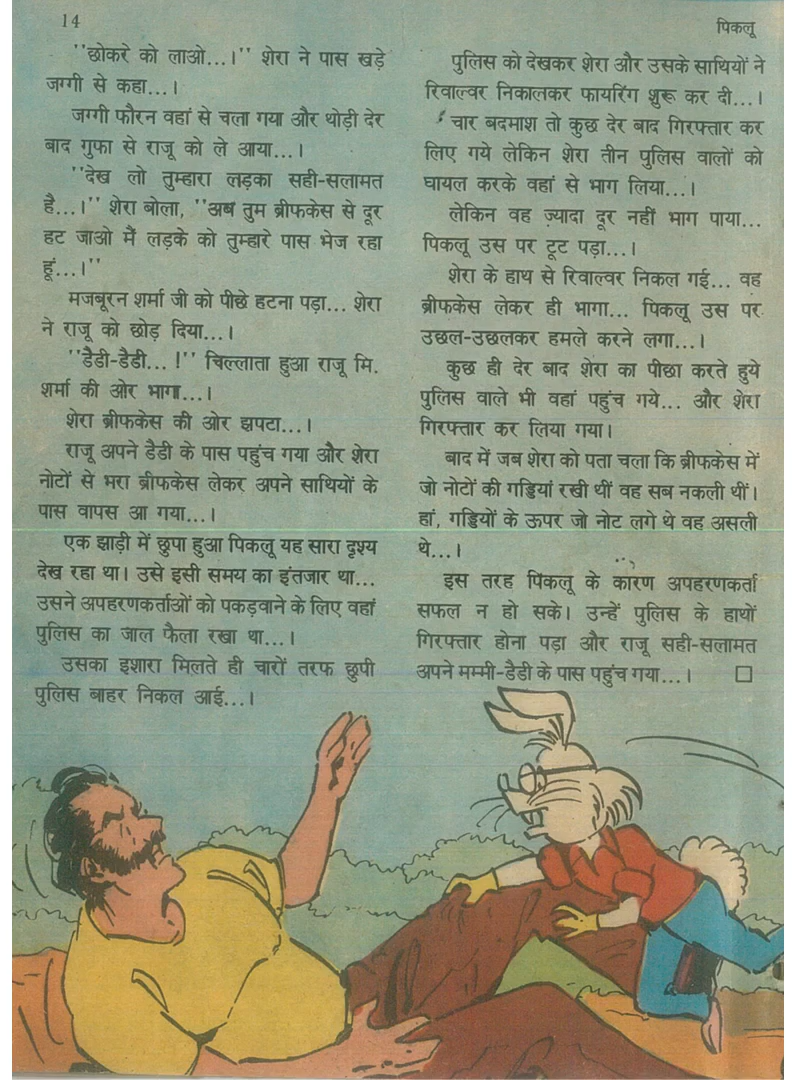 14
पिकलू
''छोकरे को लाओ...।'' शेरा ने पास खड़े
जग्गी से कहा...।
जग्गी फौरन वहां से चला गया और थोड़ी देर
बाद गुफा से राजू को ले आया...।
''देख लो तुम्हारा लड़का सही-सलामत
है...।'' शेरा बोला, ''अब तुम ब्रीफकेस से दूर
हट जाओ मैं लड़के को तुम्हारे पास भेज रहा
हूं...।''
मजबूरन शर्मा जी को पीछे हटना पड़ा... शेरा
ने राजू को छोड़ दिया...।
''डैडी-डैडी... !'' चिल्लाता हुआ राजू मि.
शर्मा की ओर भागा...।
शेरा ब्रीफकेस की ओर झपटा...।
राजू अपने डैडी के पास पहुंच गया और शेरा
नोटों से भरा ब्रीफकेस लेकर अपने साथियों के
पास वापस आ गया...।
एक झाड़ी में छुपा हुआ पिकलू यह सारा दृश्य
देख रहा था। उसे इसी समय का इंतजार था...
उसने अपहरणकर्ताओं को पकड़वाने के लिए वहां
पुलिस का जाल फैला रखा था...।
उसका इशारा मिलते ही चारों तरफ छुपी
पुलिस बाहर निकल आई...।
पुलिस को देखकर शेरा और उसके साथियों ने
रिवाल्वर निकालकर फायरिंग शुरू कर दी...।
चार बदमाश तो कुछ देर बाद गिरफ्तार कर
लिए गये लेकिन शेरा तीन पुलिस वालों को
घायल करके वहां से भाग लिया...।
लेकिन वह ज़्यादा दूर नहीं भाग पाया...
पिकलू उस पर टूट पड़ा...।
शेरा के हाथ से रिवाल्वर निकल गई... वह
ब्रीफकेस लेकर ही भागा... पिकलू उस पर
उछल-उछलकर हमले करने लगा...।
कुछ ही देर बाद शेरा का पीछा करते हुये
पुलिस वाले भी वहां पहुंच गये... और शेरा
गिरफ्तार कर लिया गया।
बाद में जब शेरा को पता चला कि ब्रीफकेस में
जो नोटों की गड्डियां रखी थीं वह सब नकली थीं।
हां, गड्डियों के ऊपर जो नोट लगे थे वह असली
थे...।
इस तरह पिकलू के कारण अपहरणकर्ता
सफल न हो सके। उन्हें पुलिस के हाथों
गिरफ्तार होना पड़ा और राजू सही-सलामत
अपने मम्मी-डैडी के पास पहुंच गया...। □